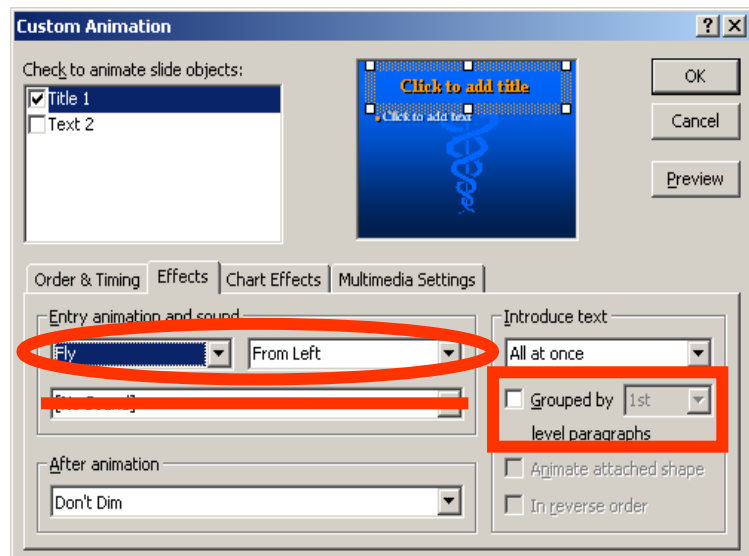 Custom Animation
Check to animate slide objects:
Title 1
Text 2
Click to add title
Click to add text
OK
Cancel
Preview
Order & Timing
Effects
Chart Effects
Multimedia Settings
Entry animation and sound
Fly
From Left
[No Sound]
Introduce text
All at once
Grouped by
1st
level paragraphs
Animate attached shape
In reverse order
After animation
Don't Dim